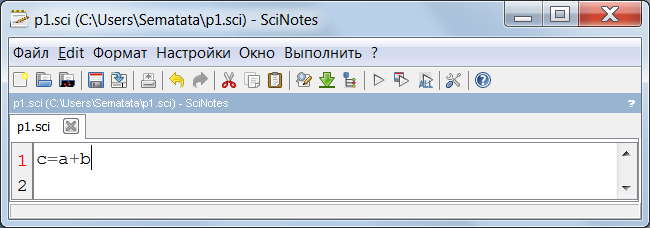 p1.sci (C:\Users\Sematata\p1.sci) - SciNotes
Файл Edit Формат Настройки Окно Выполнить ?
p1.sci (C:\Users\Sematata\p1.sci) - SciNotes ?
p1.sci
1 c=a+b
2